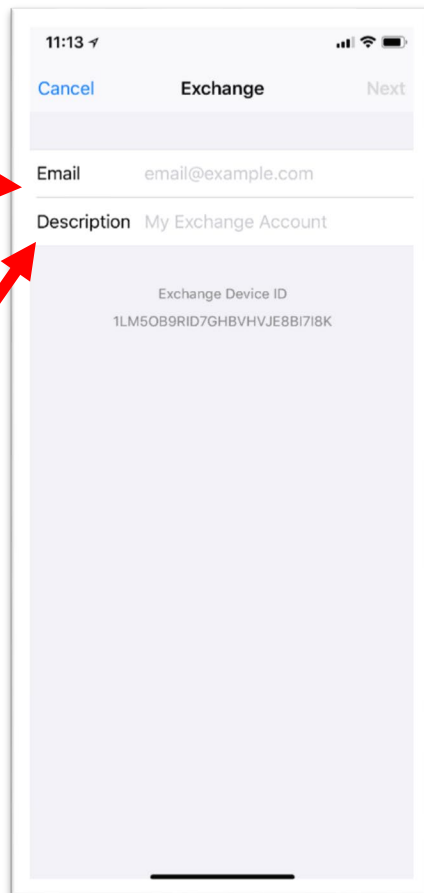 11:13
Cancel Exchange Next
Email email@example.com
Description My Exchange Account
Exchange Device ID
1LM5OB9RID7GHBVHVJE8BI7I8K